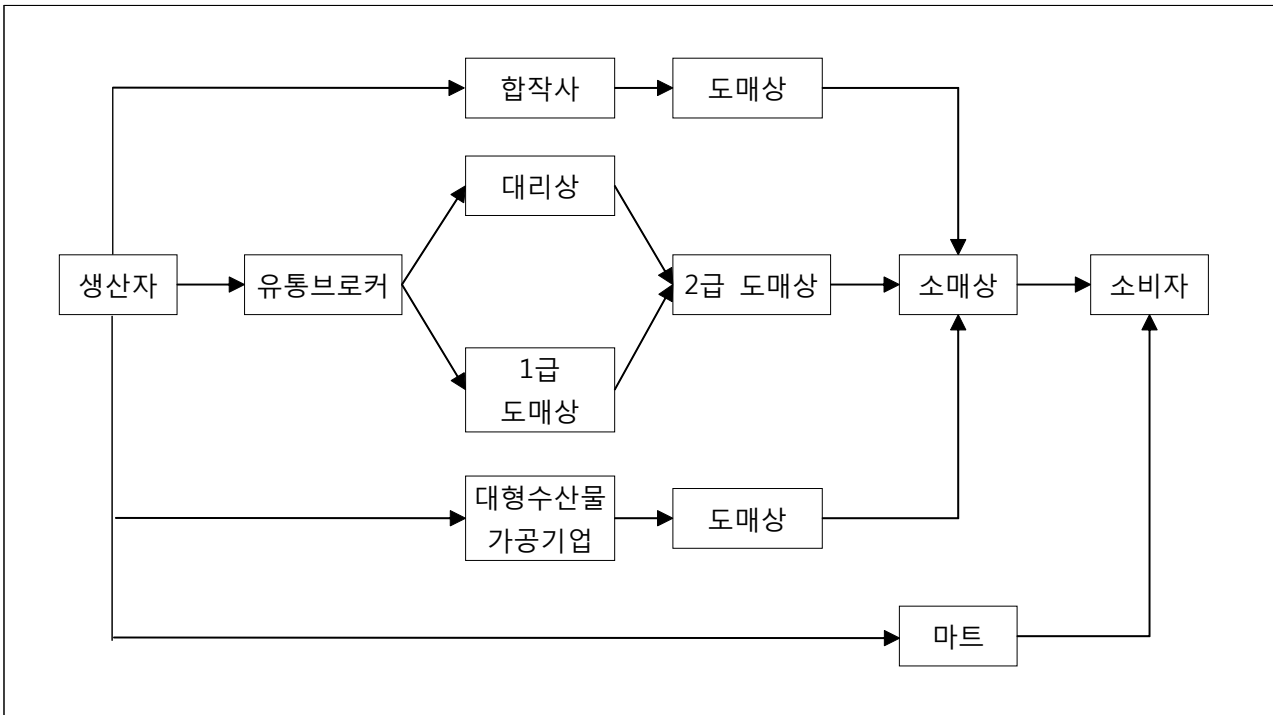 합작사
도매상
대리상
생산자
유통브로커
2급 도매상
소매상
소비자
1급
도매상
대형수산물
가공기업
도매상
마트